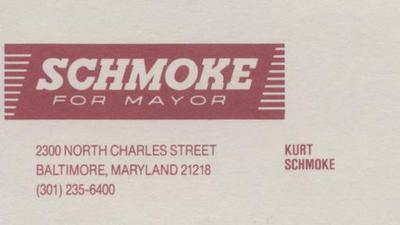 SCHMOKE
FOR MAYOR
2300 NORTH CHARLES STREET
BALTIMORE, MARYLAND 21218
(301) 235-6400
KURT
SCHMOKE